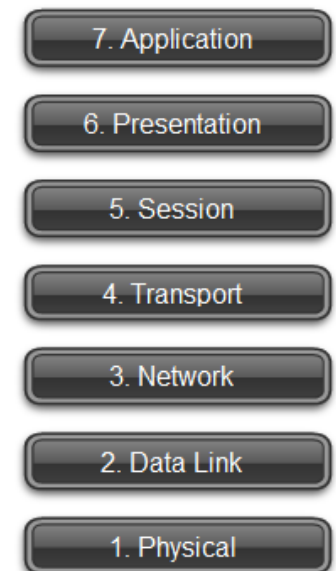 7. Application
6. Presentation
5. Session
4. Transport
3. Network
2. Data Link
1. Physical